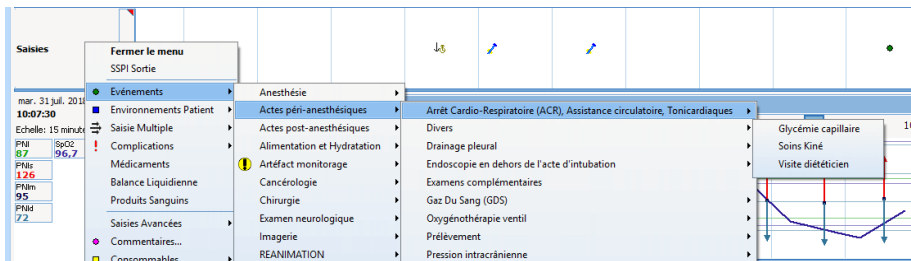 Saisies
Fermer le menu
SSPI Sortie
Evénements
Environnements Patient
Saisie Multiple
Complications
Médicaments
Balance Liquidienne
Produits Sanguins
Saisies Avancées
Commentaires...
Consommables
Anesthésie
Actes péri-anesthésiques
Actes post-anesthésiques
Alimentation et Hydratation
Artéfact monitorage
Cancérologie
Chirurgie
Examen neurologique
Imagerie
REANIMATION
Arrêt Cardio-Respiratoire (ACR), Assistance circulatoire, Tonicardiaques
Divers
Drainage pleural
Endoscopie en dehors de l'acte d'intubation
Examens complémentaires
Gaz Du Sang (GDS)
Oxygénothérapie ventil
Prélèvement
Pression intracrânienne
Glycémie capillaire
Soins Kiné
Visite diététicien
mar. 31 juil. 2018
10:07:30
Echelle: 15 minute
PNI SpO2
87 96,7
PNIs
126
PNIm
95
PNId
72